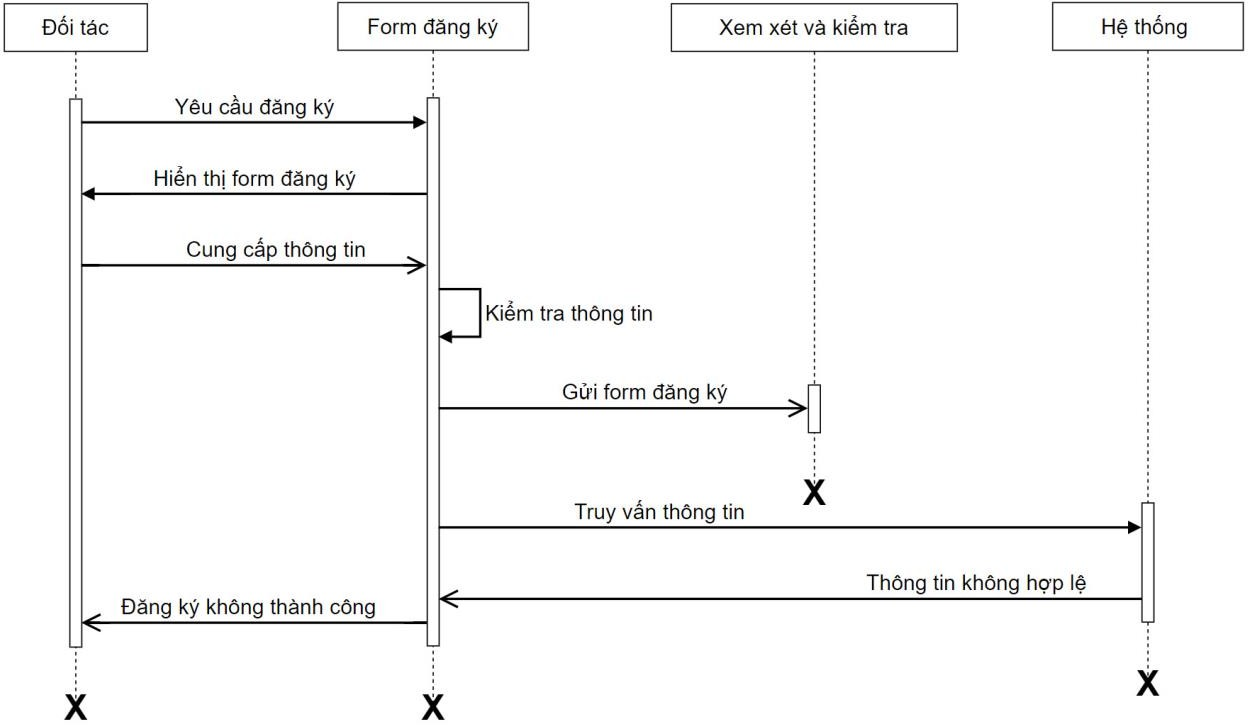 Đối tác
Form đăng ký
Xem xét và kiểm tra
Hệ thống
Yêu cầu đăng ký
Hiển thị form đăng ký
Cung cấp thông tin
Kiểm tra thông tin
Gửi form đăng ký
X
Truy vấn thông tin
Thông tin không hợp lệ
Đăng ký không thành công
X
X
X